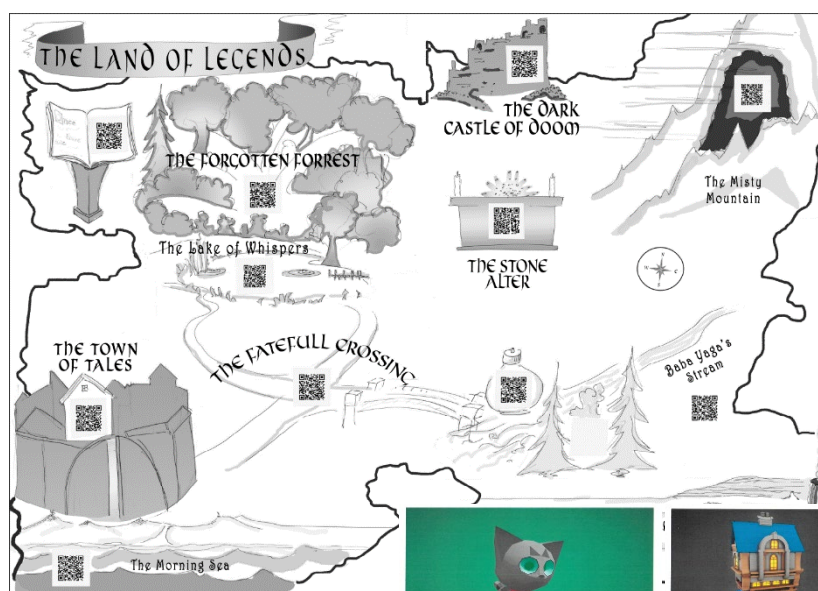 THE LAND OF LEGENDS
THE DARK
CASTLE OF DOOM
THE FORGOTTEN FORREST
The Misty
Mountain
The Lake of Whispers
THE STONE
ALTER
N
W E
S
THE TOWN
OF TALES
THE FATEFULL CROSSING
Baba Yaga's
Stream
The Morning Sea